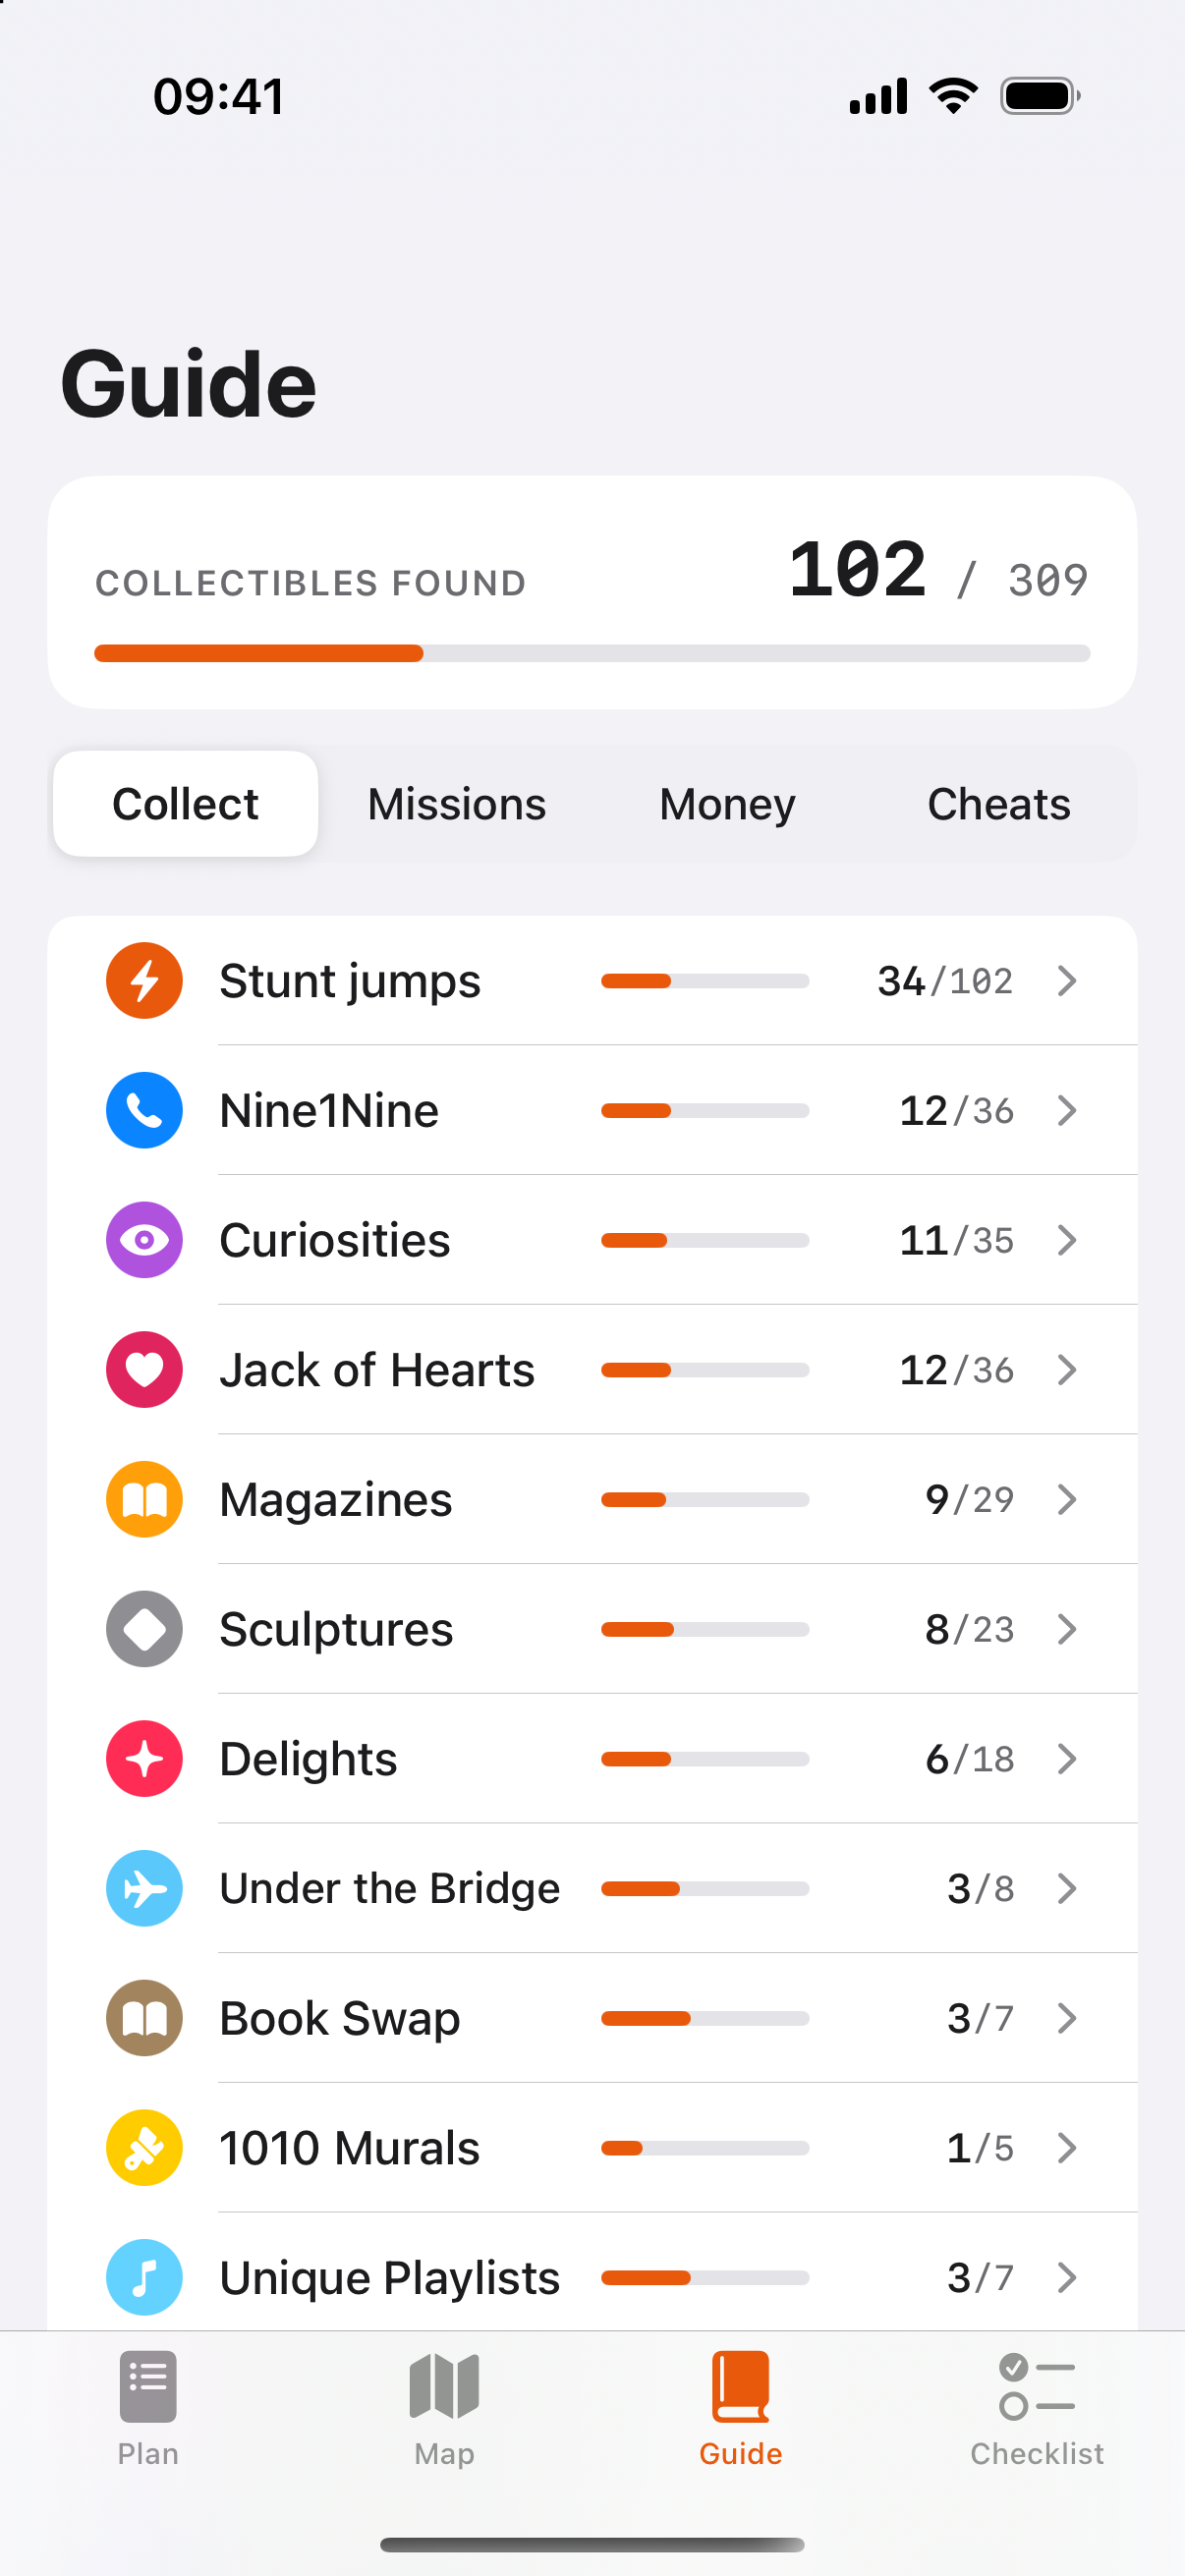 09:41
Guide
COLLECTIBLES FOUND 102 / 309
Collect Missions Money Cheats
Stunt jumps 34/102
Nine1Nine 12/36
Curiosities 11/35
Jack of Hearts 12/36
Magazines 9/29
Sculptures 8/23
Delights 6/18
Under the Bridge 3/8
Book Swap 3/7
1010 Murals 1/5
Unique Playlists 3/7
Plan Map Guide Checklist